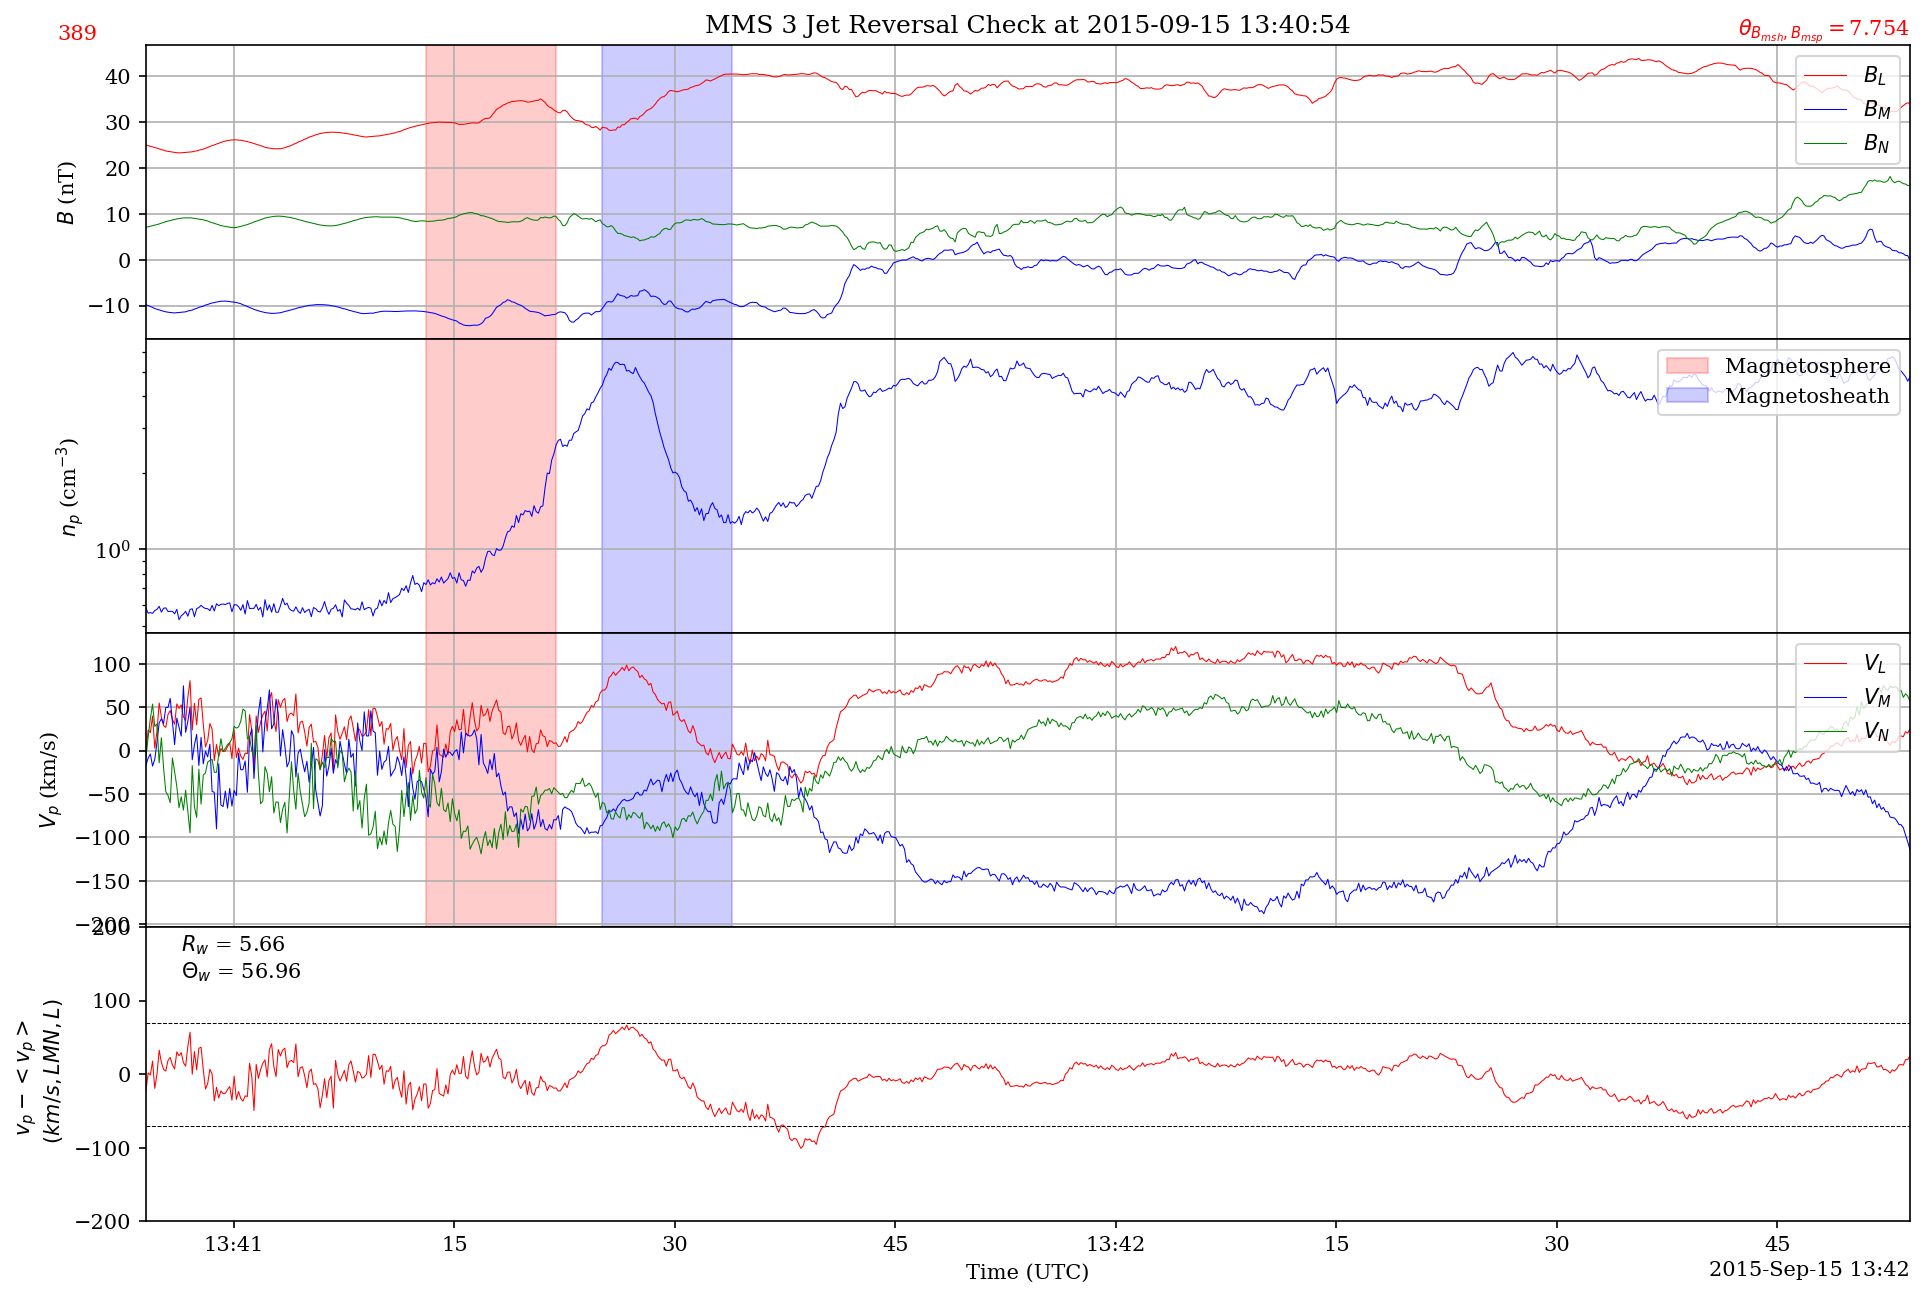 389
MMS 3 Jet Reversal Check at 2015-09-15 13:40:54
θ_{B_{msh}, B_{msp}} = 7.754
40
30
20
10
0
−10
B (nT)
B_L
B_M
B_N
10^0
n_p (cm^{−3})
Magnetosphere
Magnetosheath
100
50
0
−50
−100
−150
−200
V_p (km/s)
V_L
V_M
V_N
200
100
0
−100
−200
v_p − < v_p >
(km/s, LMN, L)
R_w = 5.66
Θ_w = 56.96
13:41 15 30 45 13:42 15 30 45
Time (UTC)
2015-Sep-15 13:42